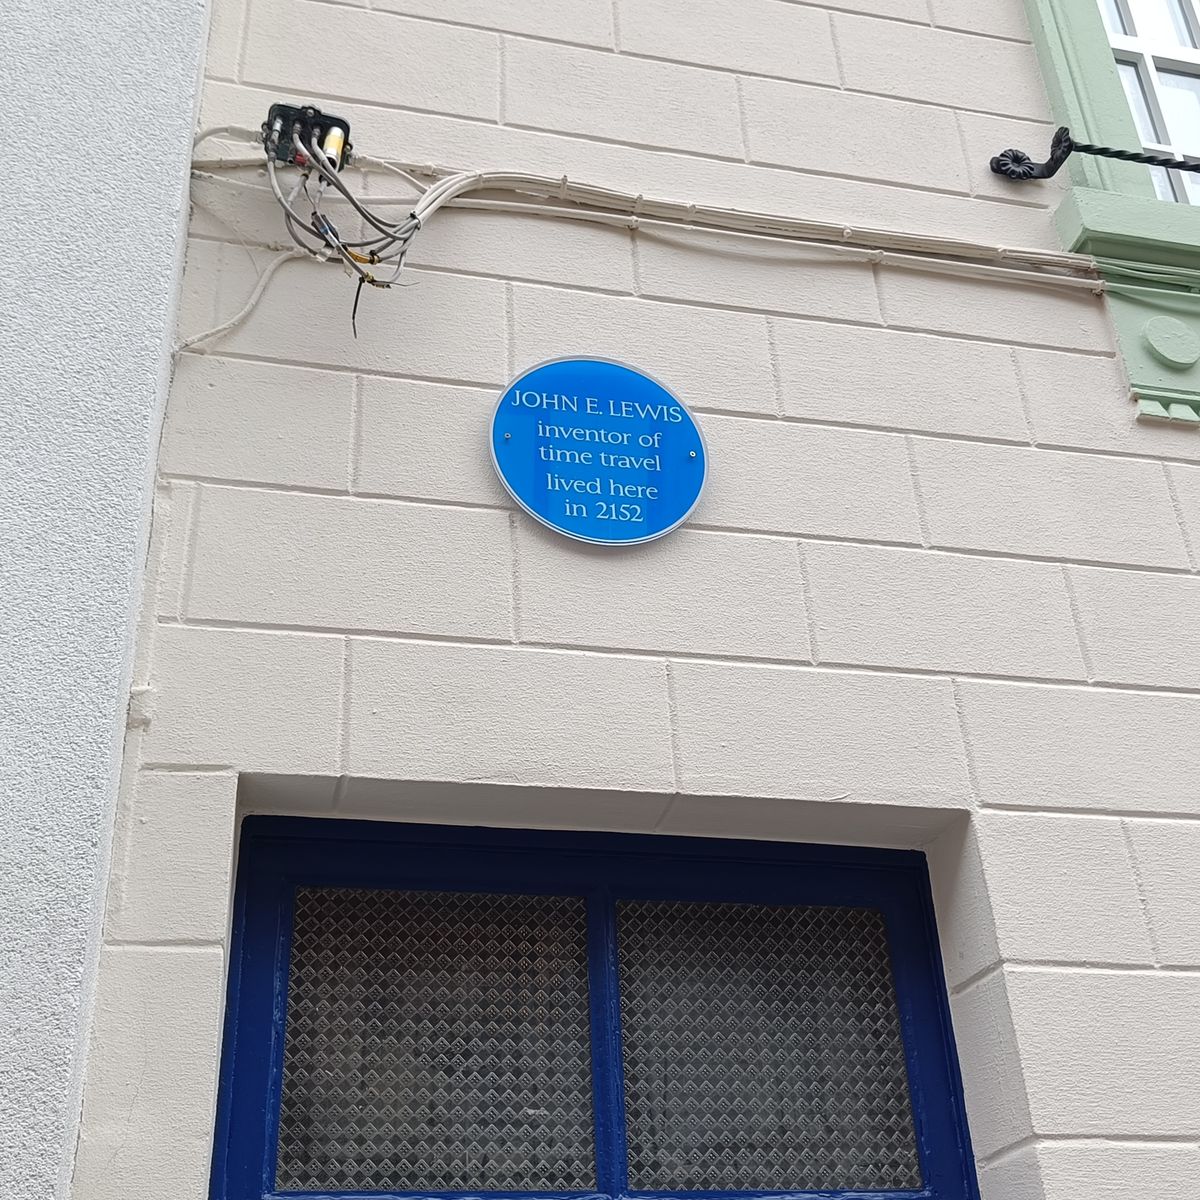 JOHN E. LEWIS
inventor of
time travel
lived here
in 2152